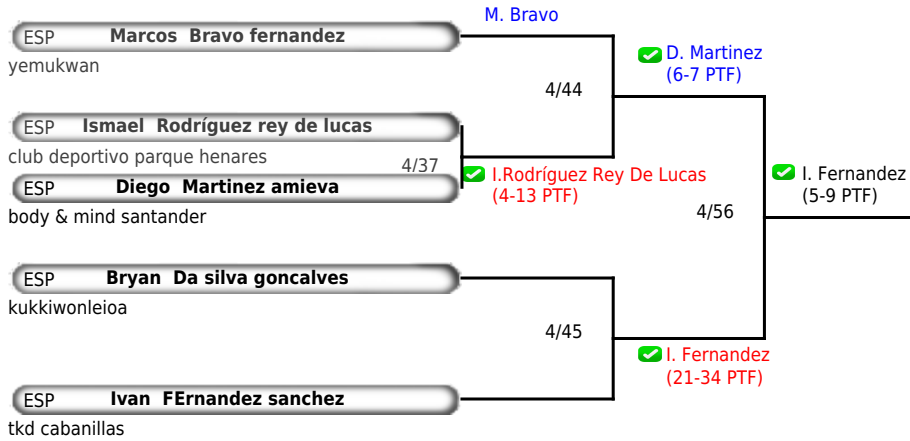 M. Bravo
ESP Marcos Bravo fernandez
yemukwan
D. Martinez
(6-7 PTF)
4/44
ESP Ismael Rodríguez rey de lucas
club deportivo parque henares
4/37
I.Rodríguez Rey De Lucas
(4-13 PTF)
ESP Diego Martinez amieva
body & mind santander
I. Fernandez
(5-9 PTF)
4/56
ESP Bryan Da silva goncalves
kukkiwonleioa
4/45
I. Fernandez
(21-34 PTF)
ESP Ivan FErnandez sanchez
tkd cabanillas